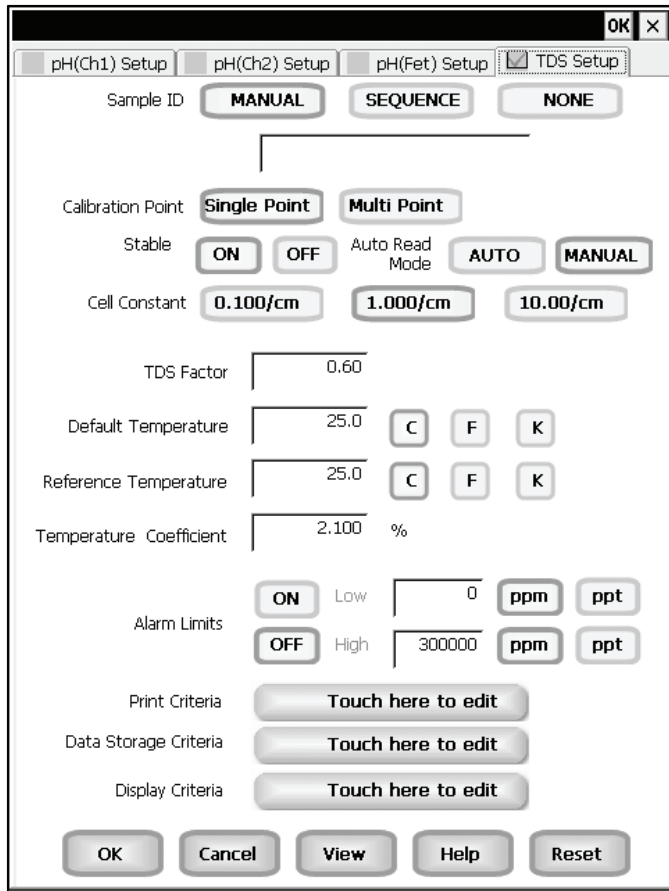 OK ×
pH(Ch1) Setup pH(Ch2) Setup pH(Fet) Setup TDS Setup
Sample ID MANUAL SEQUENCE NONE
Calibration Point Single Point Multi Point
Stable ON OFF Auto Read Mode AUTO MANUAL
Cell Constant 0.100/cm 1.000/cm 10.00/cm
TDS Factor 0.60
Default Temperature 25.0 C F K
Reference Temperature 25.0 C F K
Temperature Coefficient 2.100 %
Alarm Limits
ON Low 0 ppm ppt
OFF High 300000 ppm ppt
Print Criteria Touch here to edit
Data Storage Criteria Touch here to edit
Display Criteria Touch here to edit
OK Cancel View Help Reset